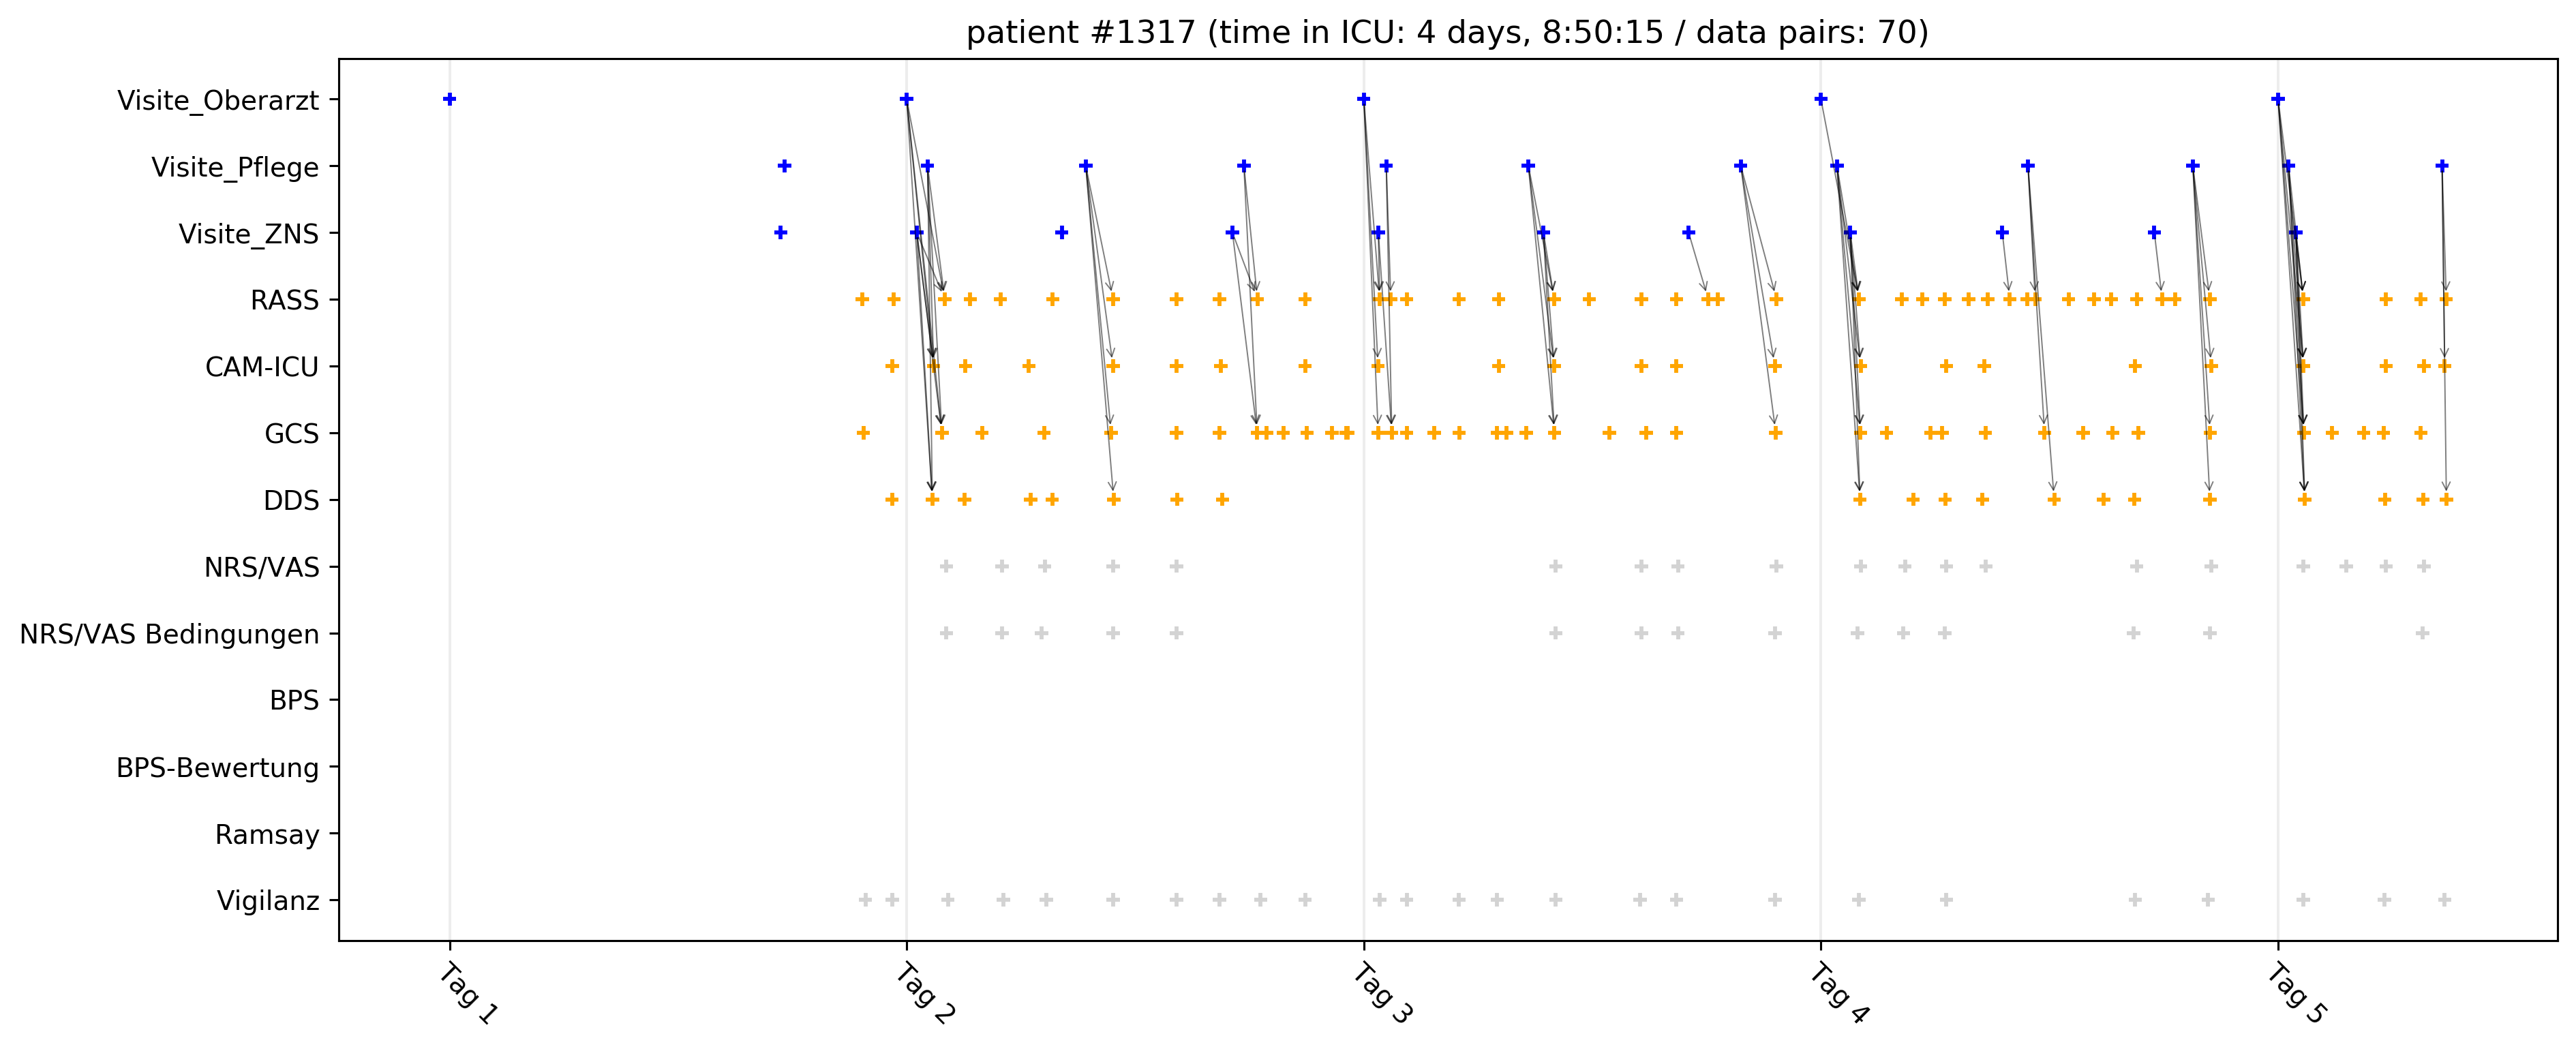 patient #1317 (time in ICU: 4 days, 8:50:15 / data pairs: 70)
Visite_Oberarzt
Visite_Pflege
Visite_ZNS
RASS
CAM-ICU
GCS
DDS
NRS/VAS
NRS/VAS Bedingungen
BPS
BPS-Bewertung
Ramsay
Vigilanz
Tag 1
Tag 2
Tag 3
Tag 4
Tag 5